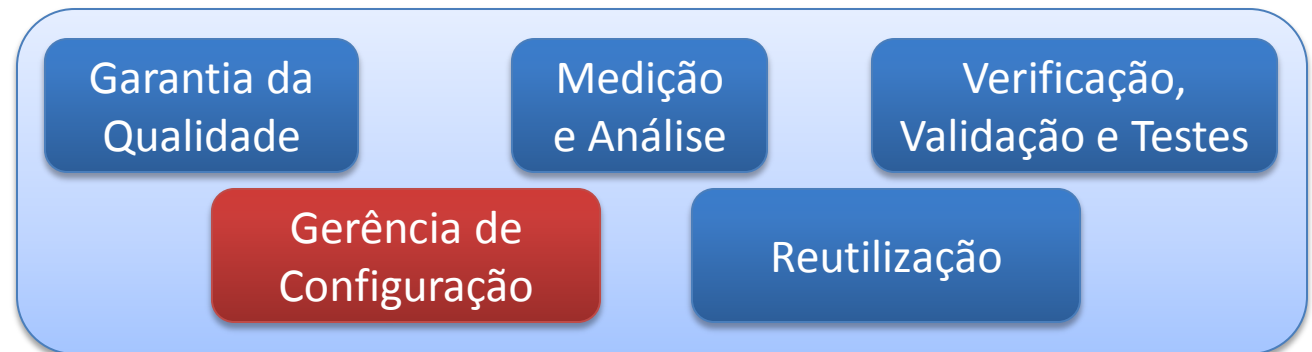 Garantia da
Qualidade
Medição
e Análise
Verificação,
Validação e Testes
Gerência de
Configuração
Reutilização